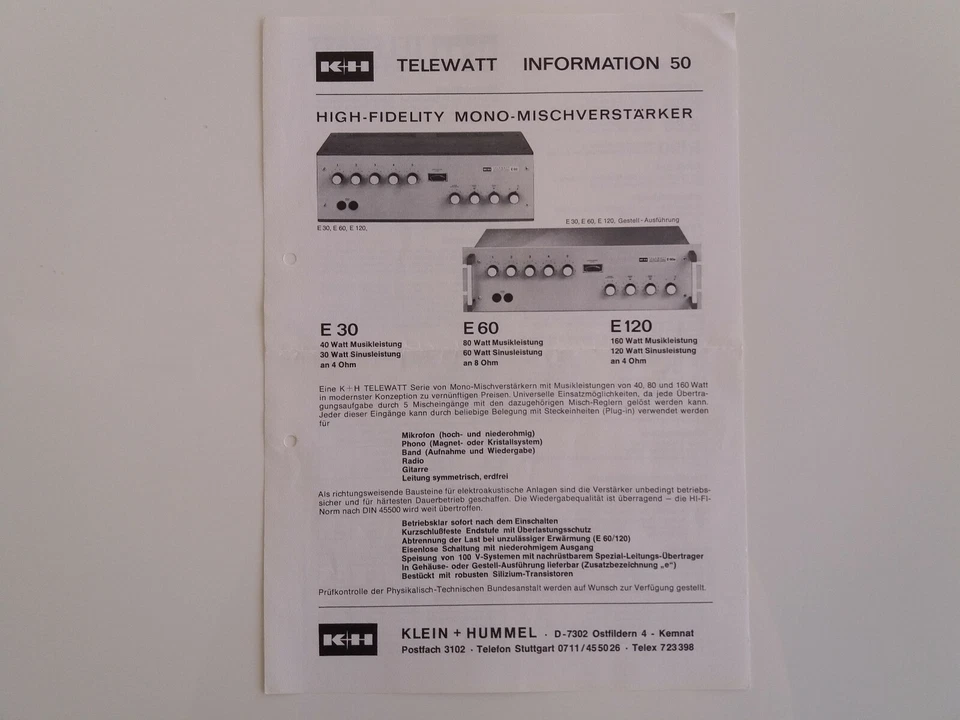 K+H TELEWATT INFORMATION 50
HIGH-FIDELITY MONO-MISCHVERSTÄRKER
E 30, E 60, E 120,
E 30, E 60, E 120, Gestell-Ausführung
E 30
40 Watt Musikleistung
30 Watt Sinusleistung
an 4 Ohm
E 60
80 Watt Musikleistung
60 Watt Sinusleistung
an 8 Ohm
E 120
160 Watt Musikleistung
120 Watt Sinusleistung
an 4 Ohm
Eine K+H TELEWATT Serie von Mono-Mischverstärkern mit Musikleistungen von 40, 80 und 160 Watt
in modernster Konzeption zu vernünftigen Preisen. Universelle Einsatzmöglichkeiten, da jede Übertra-
gungsaufgabe durch 5 Mischeingänge mit den dazugehörigen Misch-Reglern gelöst werden kann.
Jeder dieser Eingänge kann durch beliebige Belegung mit Steckeinheiten (Plug-in) verwendet werden
für
Mikrofon (hoch- und niederohmig)
Phono (Magnet- oder Kristallsystem)
Band (Aufnahme und Wiedergabe)
Radio
Gitarre
Leitung symmetrisch, erdfrei
Als richtungsweisende Bausteine für elektroakustische Anlagen sind die Verstärker unbedingt betriebs-
sicher und für härtesten Dauerbetrieb geschaffen. Die Wiedergabequalität ist überragend – die HI-FI-
Norm nach DIN 45500 wird weit übertroffen.
Betriebsklar sofort nach dem Einschalten
Kurzschlußfeste Endstufe mit Überlastungsschutz
Abtrennung der Last bei unzulässiger Erwärmung (E 60/120)
Eisenlose Schaltung mit niederohmigem Ausgang
Speisung von 100 V-Systemen mit nachrüstbarem Spezial-Leitungs-Übertrager
In Gehäuse- oder Gestell-Ausführung lieferbar (Zusatzbezeichnung „e")
Bestückt mit robusten Silizium-Transistoren
Prüfkontrolle der Physikalisch-Technischen Bundesanstalt werden auf Wunsch zur Verfügung gestellt.
K+H KLEIN + HUMMEL · D-7302 Ostfildern 4 - Kemnat
Postfach 3102 · Telefon Stuttgart 0711/455026 · Telex 723398